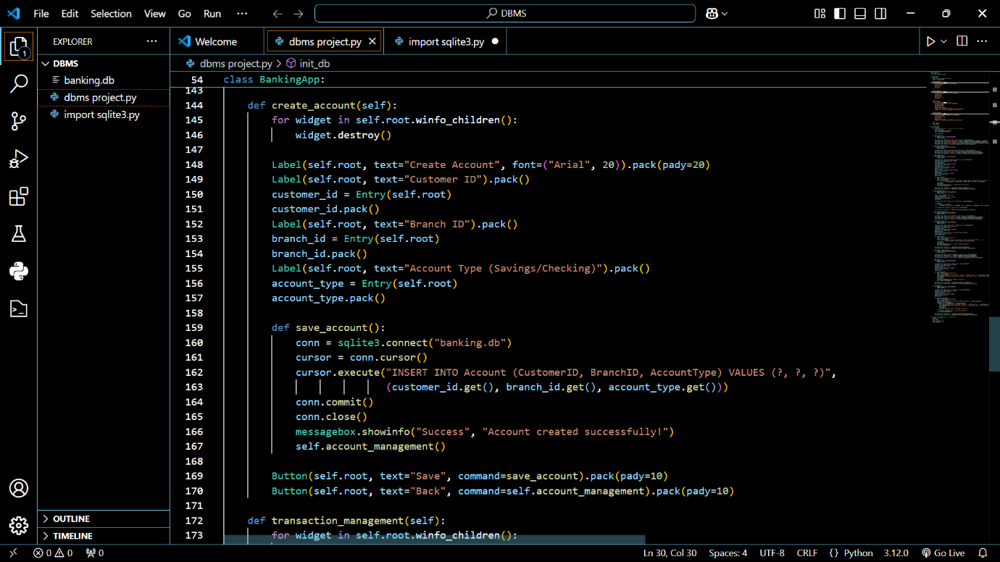 File Edit Selection View Go Run ··· DBMS
EXPLORER ···
Welcome dbms project.py import sqlite3.py
1
DBMS
banking.db
dbms project.py
import sqlite3.py
OUTLINE
TIMELINE
dbms project.py > init_db
54 class BankingApp:
143
144 def create_account(self):
145 for widget in self.root.winfo_children():
146 widget.destroy()
147
148 Label(self.root, text="Create Account", font=("Arial", 20)).pack(pady=20)
149 Label(self.root, text="Customer ID").pack()
150 customer_id = Entry(self.root)
151 customer_id.pack()
152 Label(self.root, text="Branch ID").pack()
153 branch_id = Entry(self.root)
154 branch_id.pack()
155 Label(self.root, text="Account Type (Savings/Checking)").pack()
156 account_type = Entry(self.root)
157 account_type.pack()
158
159 def save_account():
160 conn = sqlite3.connect("banking.db")
161 cursor = conn.cursor()
162 cursor.execute("INSERT INTO Account (CustomerID, BranchID, AccountType) VALUES (?, ?, ?)",
163 (customer_id.get(), branch_id.get(), account_type.get()))
164 conn.commit()
165 conn.close()
166 messagebox.showinfo("Success", "Account created successfully!")
167 self.account_management()
168
169 Button(self.root, text="Save", command=save_account).pack(pady=10)
170 Button(self.root, text="Back", command=self.account_management).pack(pady=10)
171
172 def transaction_management(self):
173 for widget in self.root.winfo_children():
0 0 0 Ln 30, Col 30 Spaces: 4 UTF-8 CRLF {} Python 3.12.0 Go Live